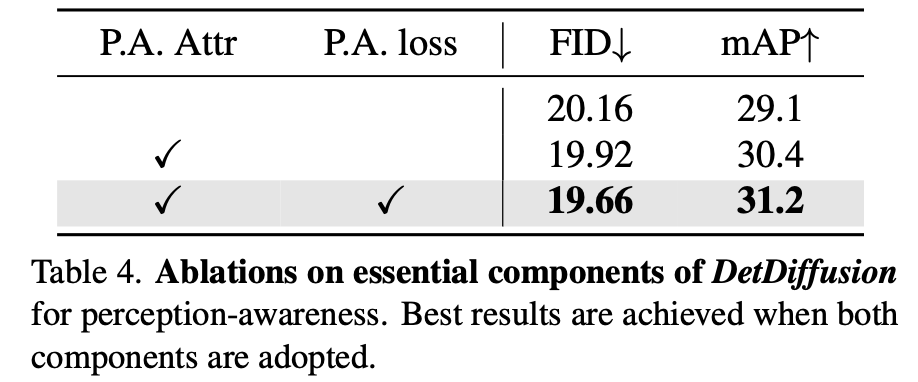 P.A. Attr P.A. loss FID↓ mAP↑
20.16 29.1
✓ 19.92 30.4
✓ ✓ 19.66 31.2
Table 4. Ablations on essential components of DetDiffusion
for perception-awareness. Best results are achieved when both
components are adopted.